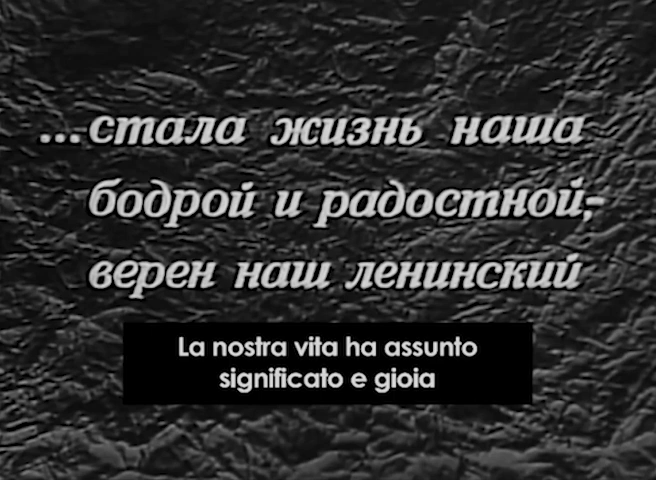 ...стала жизнь наша
бодрой и радостной,-
верен наш ленинский
La nostra vita ha assunto
significato e gioia